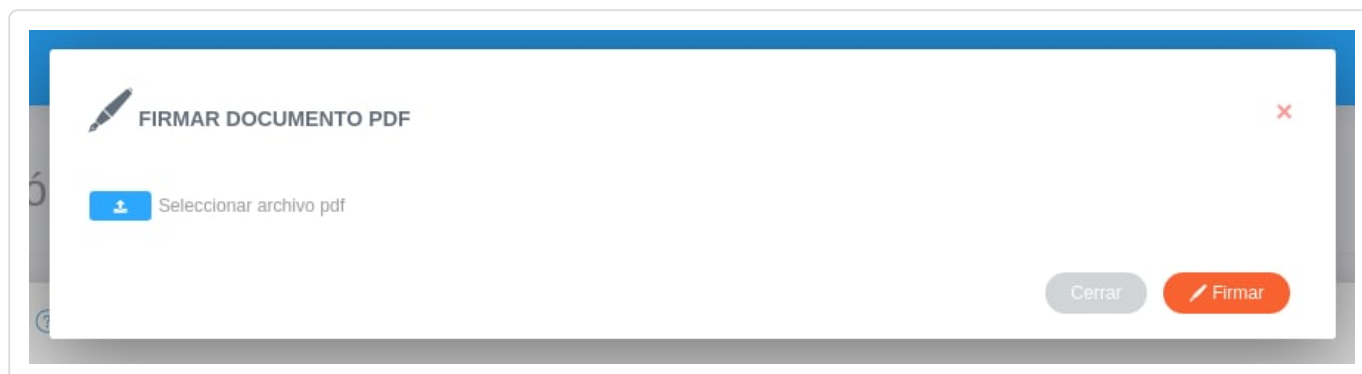 FIRMAR DOCUMENTO PDF
×
ó
Seleccionar archivo pdf
Cerrar
Firmar
?